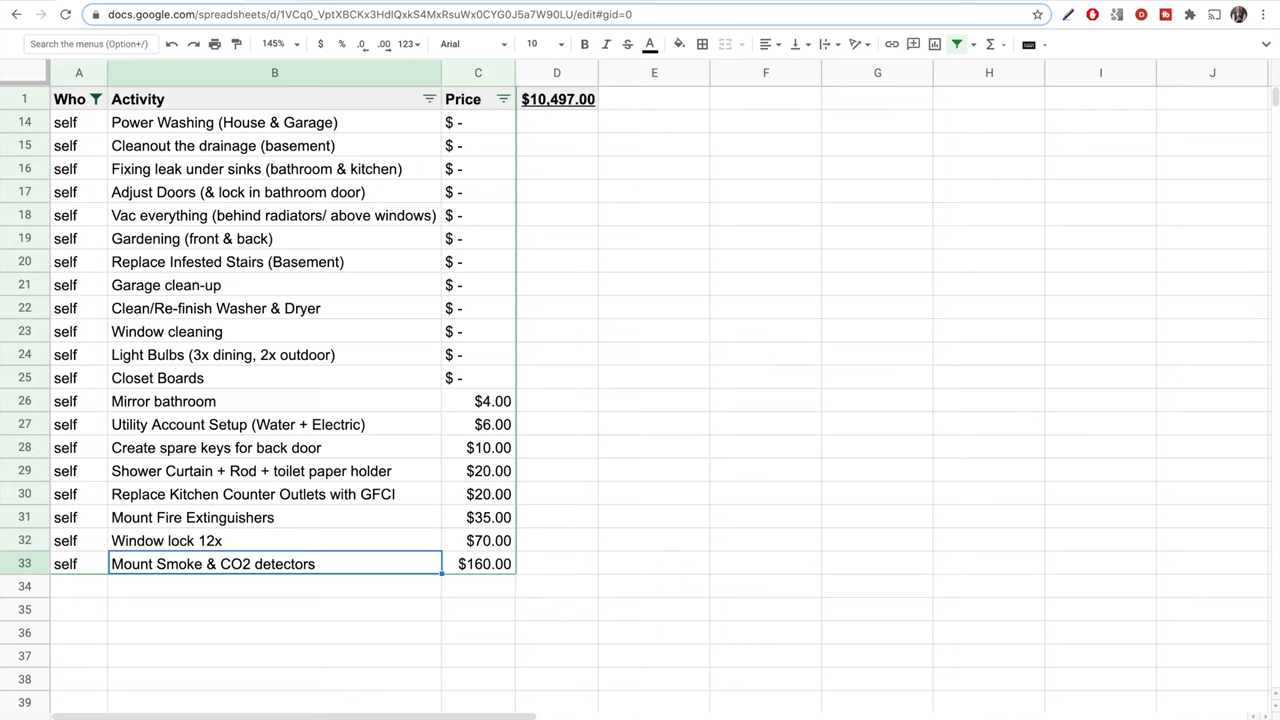 docs.google.com/spreadsheets/d/1VCq0_VptXBCKx3HdIQxkS4MxRsuWx0CYG0J5a7W90LU/edit#gid=0
Search the menus (Option+/) 145% $ % .0 .00 123 Arial 10 B I S A
A B C D E F G H I J
1 Who Activity Price $10,497.00
14 self Power Washing (House & Garage) $ -
15 self Cleanout the drainage (basement) $ -
16 self Fixing leak under sinks (bathroom & kitchen) $ -
17 self Adjust Doors (& lock in bathroom door) $ -
18 self Vac everything (behind radiators/ above windows) $ -
19 self Gardening (front & back) $ -
20 self Replace Infested Stairs (Basement) $ -
21 self Garage clean-up $ -
22 self Clean/Re-finish Washer & Dryer $ -
23 self Window cleaning $ -
24 self Light Bulbs (3x dining, 2x outdoor) $ -
25 self Closet Boards $ -
26 self Mirror bathroom $4.00
27 self Utility Account Setup (Water + Electric) $6.00
28 self Create spare keys for back door $10.00
29 self Shower Curtain + Rod + toilet paper holder $20.00
30 self Replace Kitchen Counter Outlets with GFCI $20.00
31 self Mount Fire Extinguishers $35.00
32 self Window lock 12x $70.00
33 self Mount Smoke & CO2 detectors $160.00
34
35
36
37
38
39